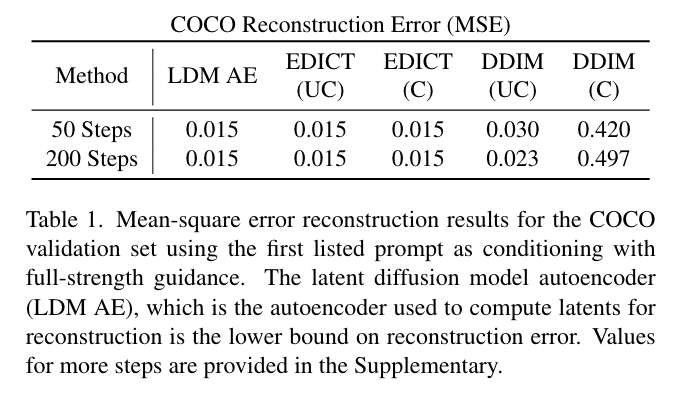 COCO Reconstruction Error (MSE)
Method LDM AE EDICT (UC) EDICT (C) DDIM (UC) DDIM (C)
50 Steps 0.015 0.015 0.015 0.030 0.420
200 Steps 0.015 0.015 0.015 0.023 0.497
Table 1. Mean-square error reconstruction results for the COCO
validation set using the first listed prompt as conditioning with
full-strength guidance. The latent diffusion model autoencoder
(LDM AE), which is the autoencoder used to compute latents for
reconstruction is the lower bound on reconstruction error. Values
for more steps are provided in the Supplementary.